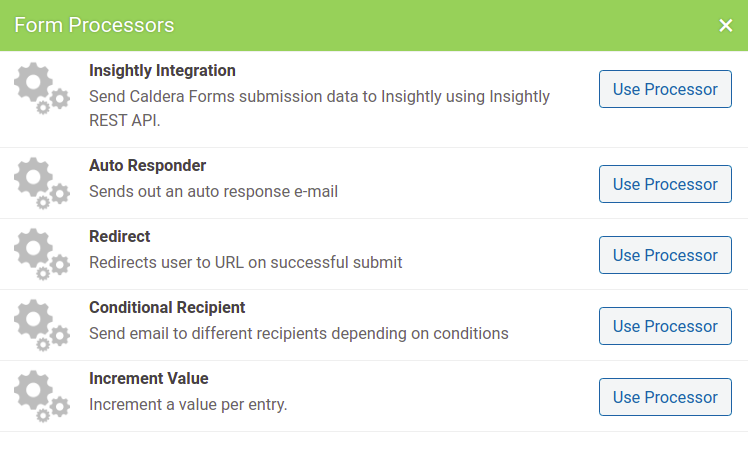 Form Processors
×
Insightly Integration
Send Caldera Forms submission data to Insightly using Insightly
REST API.
Use Processor
Auto Responder
Sends out an auto response e-mail
Use Processor
Redirect
Redirects user to URL on successful submit
Use Processor
Conditional Recipient
Send email to different recipients depending on conditions
Use Processor
Increment Value
Increment a value per entry.
Use Processor